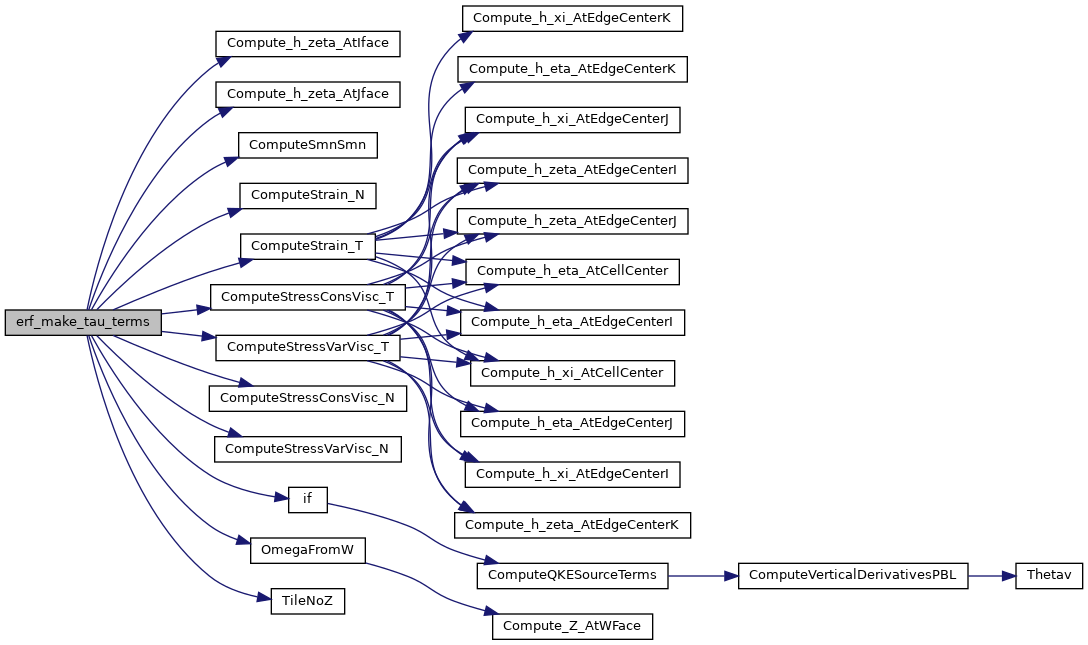 erf_make_tau_terms
Compute_h_zeta_AtIface
Compute_h_zeta_AtJface
ComputeSmnSmn
ComputeStrain_N
ComputeStrain_T
ComputeStressConsVisc_T
ComputeStressVarVisc_T
ComputeStressConsVisc_N
ComputeStressVarVisc_N
if
OmegaFromW
TileNoZ
Compute_h_xi_AtEdgeCenterK
Compute_h_eta_AtEdgeCenterK
Compute_h_xi_AtEdgeCenterJ
Compute_h_zeta_AtEdgeCenterI
Compute_h_zeta_AtEdgeCenterJ
Compute_h_eta_AtCellCenter
Compute_h_eta_AtEdgeCenterI
Compute_h_xi_AtCellCenter
Compute_h_eta_AtEdgeCenterJ
Compute_h_xi_AtEdgeCenterI
Compute_h_zeta_AtEdgeCenterK
ComputeQKESourceTerms
Compute_Z_AtWFace
ComputeVerticalDerivativesPBL
Thetav